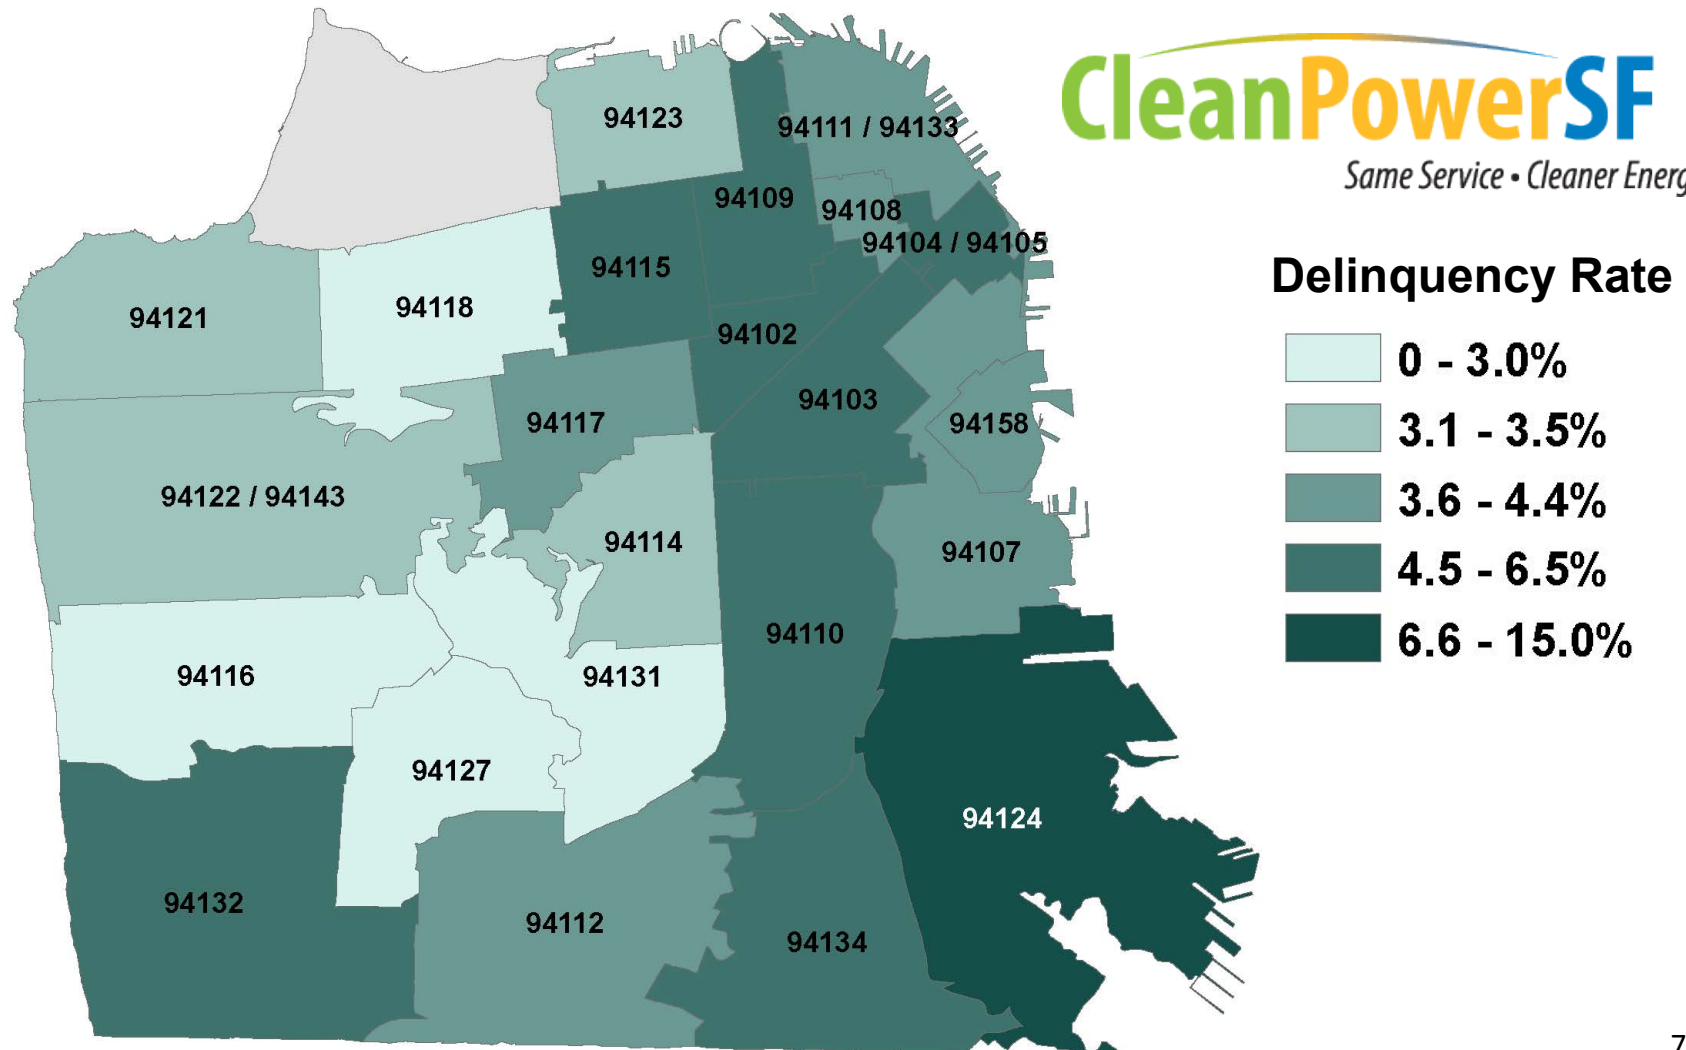 CleanPowerSF
Same Service • Cleaner Energ
94123
94111 / 94133
94109
94108
94104 / 94105
94115
94118
94121
94102
94103
94117
94158
94122 / 94143
94114
94107
94110
94116
94131
94127
94124
94132
94112
94134
Delinquency Rate
0 - 3.0%
3.1 - 3.5%
3.6 - 4.4%
4.5 - 6.5%
6.6 - 15.0%
7